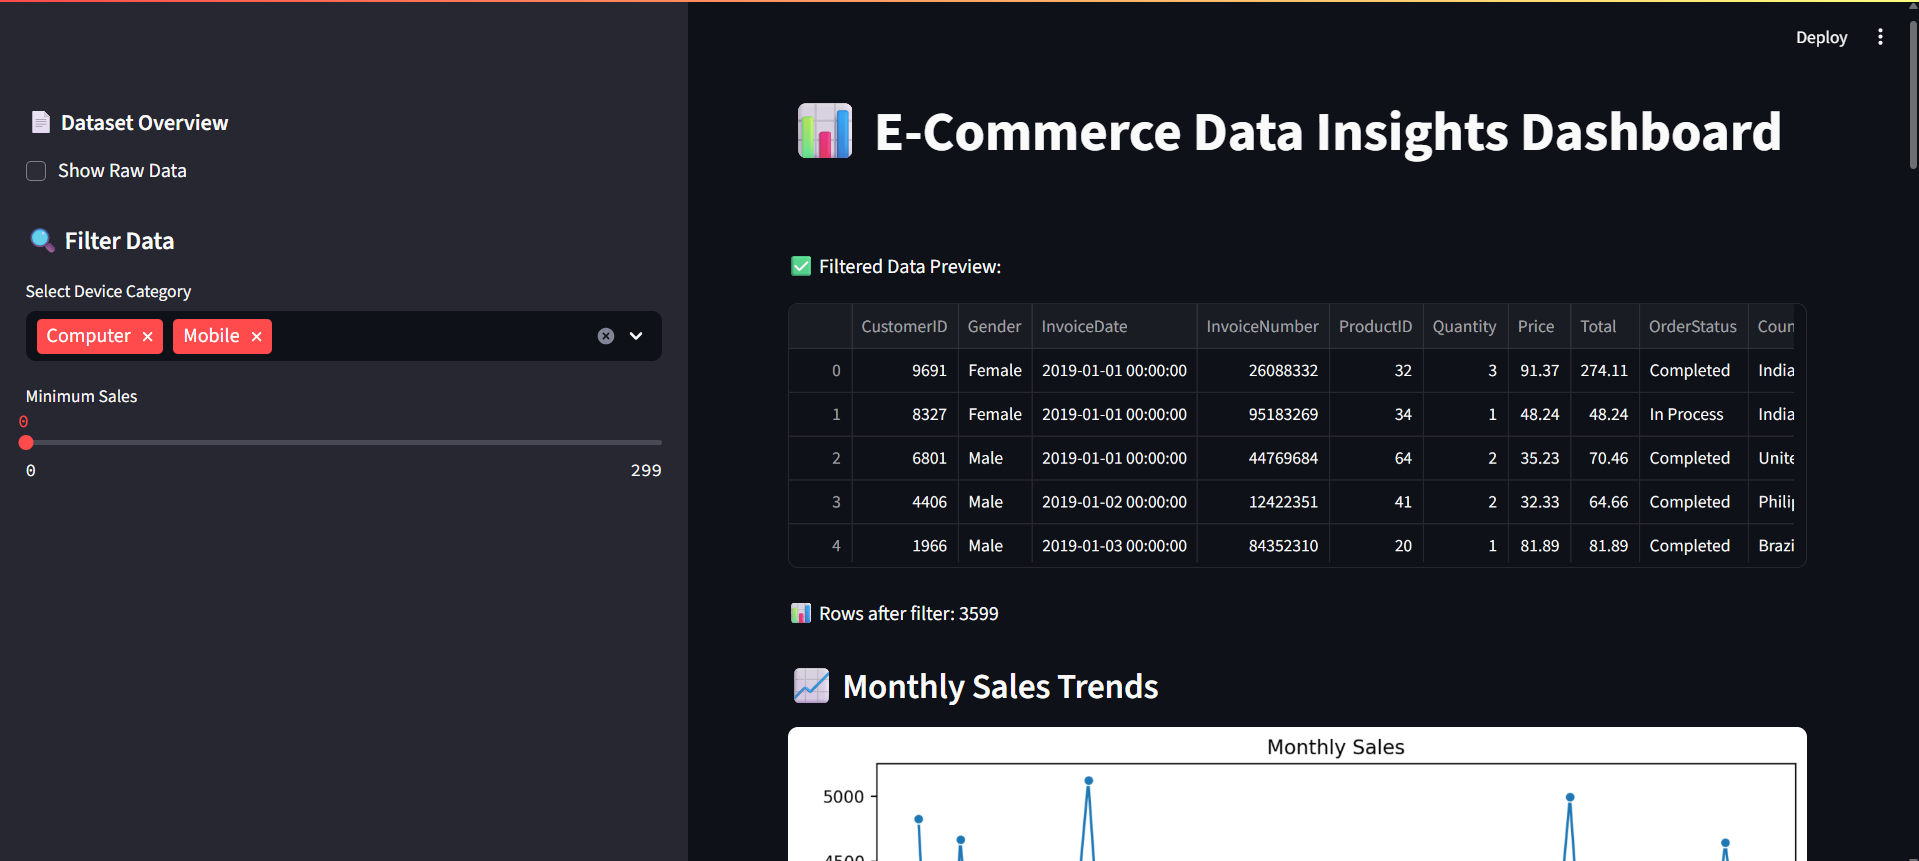 Deploy
Dataset Overview
Show Raw Data
Filter Data
Select Device Category
Computer × Mobile ×
Minimum Sales
0
0 299
E-Commerce Data Insights Dashboard
Filtered Data Preview:
CustomerID Gender InvoiceDate InvoiceNumber ProductID Quantity Price Total OrderStatus Coun
0 9691 Female 2019-01-01 00:00:00 26088332 32 3 91.37 274.11 Completed India
1 8327 Female 2019-01-01 00:00:00 95183269 34 1 48.24 48.24 In Process India
2 6801 Male 2019-01-01 00:00:00 44769684 64 2 35.23 70.46 Completed Unite
3 4406 Male 2019-01-02 00:00:00 12422351 41 2 32.33 64.66 Completed Philip
4 1966 Male 2019-01-03 00:00:00 84352310 20 1 81.89 81.89 Completed Brazi
Rows after filter: 3599
Monthly Sales Trends
Monthly Sales
5000
4500